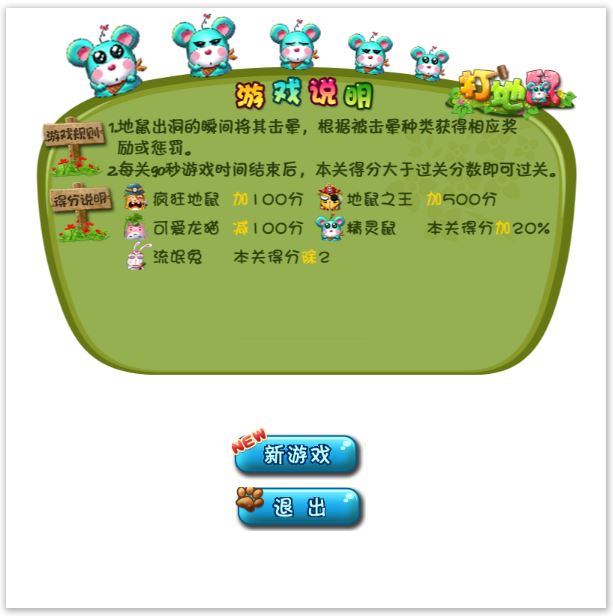 打地鼠
游戏说明
游戏规则
1.地鼠出洞的瞬间将其击晕，根据被击晕种类获得相应奖
励或惩罚。
2.每关90秒游戏时间结束后，本关得分大于过关分数即可过关。
得分说明
疯狂地鼠 加100分 地鼠之王 加500分
可爱龙猫 减100分 精灵鼠 本关得分加20%
流氓兔 本关得分除2
NEW
新游戏
退出